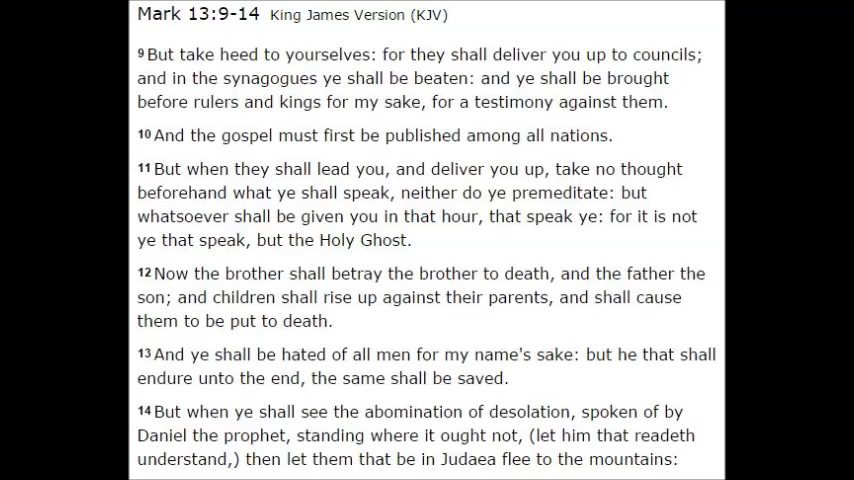 Mark 13:9-14 King James Version (KJV)
9 But take heed to yourselves: for they shall deliver you up to councils;
and in the synagogues ye shall be beaten: and ye shall be brought
before rulers and kings for my sake, for a testimony against them.
10 And the gospel must first be published among all nations.
11 But when they shall lead you, and deliver you up, take no thought
beforehand what ye shall speak, neither do ye premeditate: but
whatsoever shall be given you in that hour, that speak ye: for it is not
ye that speak, but the Holy Ghost.
12 Now the brother shall betray the brother to death, and the father the
son; and children shall rise up against their parents, and shall cause
them to be put to death.
13 And ye shall be hated of all men for my name's sake: but he that shall
endure unto the end, the same shall be saved.
14 But when ye shall see the abomination of desolation, spoken of by
Daniel the prophet, standing where it ought not, (let him that readeth
understand,) then let them that be in Judaea flee to the mountains: